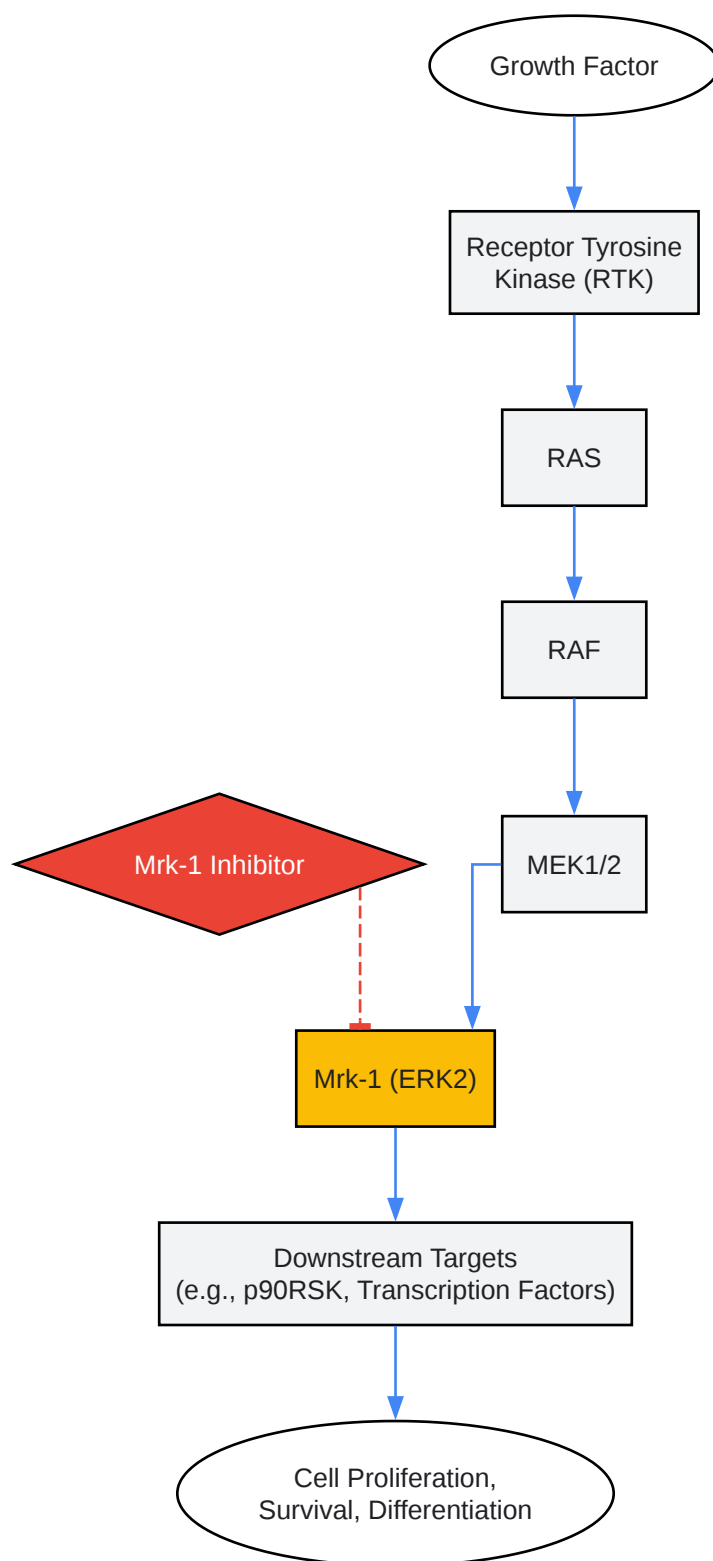 Growth Factor
Receptor Tyrosine
Kinase (RTK)
RAS
RAF
Mrk-1 Inhibitor
MEK1/2
Mrk-1 (ERK2)
Downstream Targets
(e.g., p90RSK, Transcription Factors)
Cell Proliferation,
Survival, Differentiation